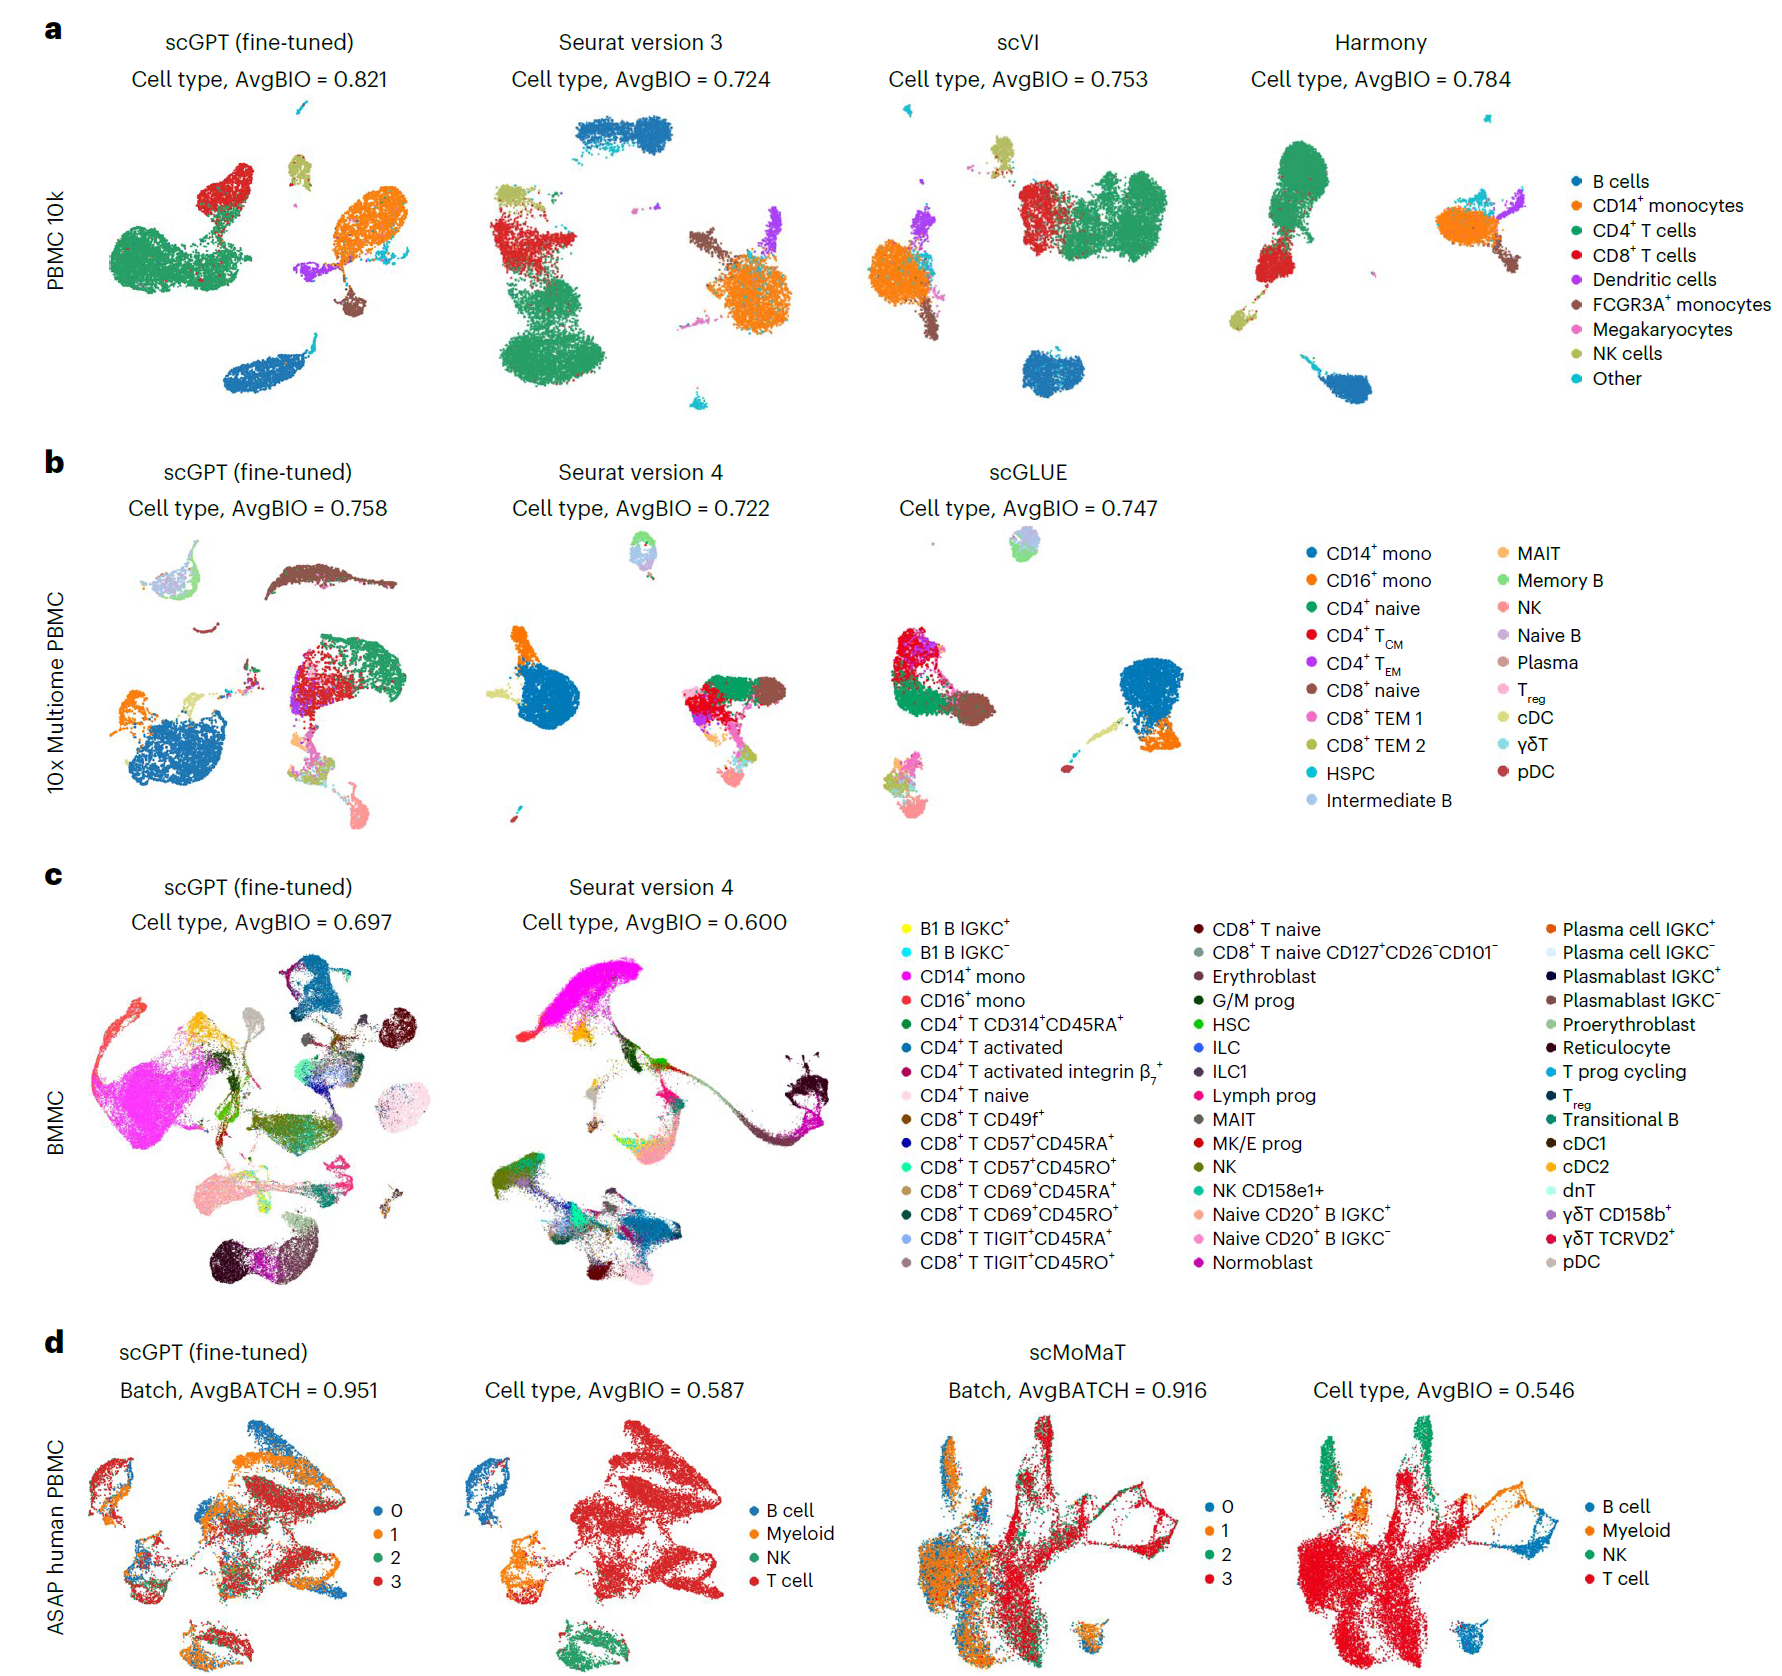 a
scGPT (fine-tuned)
Cell type, AvgBIO = 0.821
Seurat version 3
Cell type, AvgBIO = 0.724
scVI
Cell type, AvgBIO = 0.753
Harmony
Cell type, AvgBIO = 0.784
PBMC 10k
B cells
CD14⁺ monocytes
CD4⁺ T cells
CD8⁺ T cells
Dendritic cells
FCGR3A⁺ monocytes
Megakaryocytes
NK cells
Other
b
scGPT (fine-tuned)
Cell type, AvgBIO = 0.758
Seurat version 4
Cell type, AvgBIO = 0.722
scGLUE
Cell type, AvgBIO = 0.747
10x Multiome PBMC
CD14⁺ mono
CD16⁺ mono
CD4⁺ naive
CD4⁺ TCM
CD4⁺ TEM
CD8⁺ naive
CD8⁺ TEM 1
CD8⁺ TEM 2
HSPC
Intermediate B
MAIT
Memory B
NK
Naive B
Plasma
Treg
cDC
γδT
pDC
c
scGPT (fine-tuned)
Cell type, AvgBIO = 0.697
Seurat version 4
Cell type, AvgBIO = 0.600
BMMC
B1 B IGKC⁺
B1 B IGKC⁻
CD14⁺ mono
CD16⁺ mono
CD4⁺ T CD314⁺CD45RA⁺
CD4⁺ T activated
CD4⁺ T activated integrin β₇⁺
CD4⁺ T naive
CD8⁺ T CD49f⁺
CD8⁺ T CD57⁺CD45RA⁺
CD8⁺ T CD57⁺CD45RO⁺
CD8⁺ T CD69⁺CD45RA⁺
CD8⁺ T CD69⁺CD45RO⁺
CD8⁺ T TIGIT⁺CD45RA⁺
CD8⁺ T TIGIT⁺CD45RO⁺
CD8⁺ T naive
CD8⁺ T naive CD127⁺CD26⁻CD101⁻
Erythroblast
G/M prog
HSC
ILC
ILC1
Lymph prog
MAIT
MK/E prog
NK
NK CD158e1+
Naive CD20⁺ B IGKC⁺
Naive CD20⁺ B IGKC⁻
Normoblast
Plasma cell IGKC⁺
Plasma cell IGKC⁻
Plasmablast IGKC⁺
Plasmablast IGKC⁻
Proerythroblast
Reticulocyte
T prog cycling
Treg
Transitional B
cDC1
cDC2
dnT
γδT CD158b⁺
γδT TCRVD2⁺
pDC
d
scGPT (fine-tuned)
Batch, AvgBATCH = 0.951
Cell type, AvgBIO = 0.587
scMoMaT
Batch, AvgBATCH = 0.916
Cell type, AvgBIO = 0.546
ASAP human PBMC
0
1
2
3
B cell
Myeloid
NK
T cell
0
1
2
3
B cell
Myeloid
NK
T cell